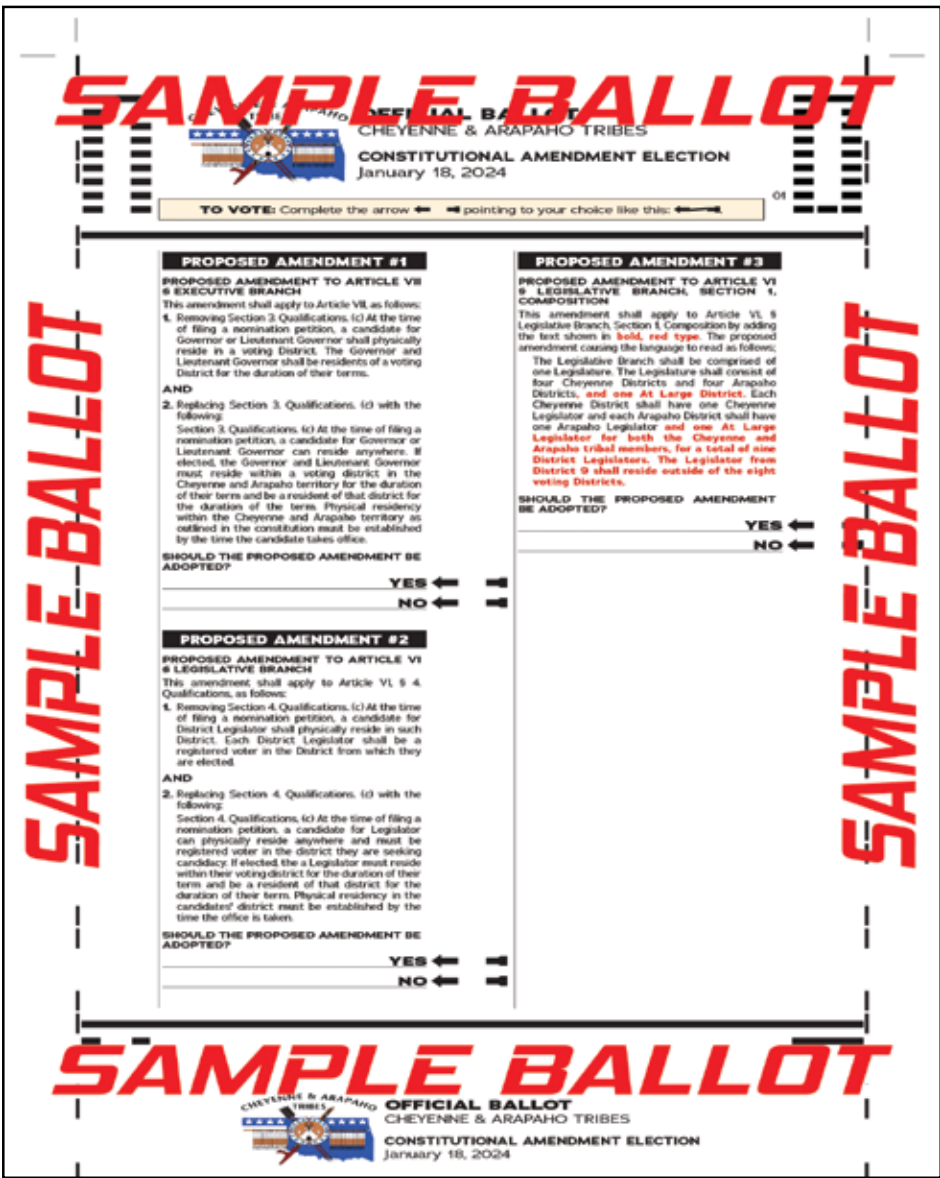 SAMPLE BALLOT
CHEYENNE & ARAPAHO
TRIBES
OFFICIAL BALLOT
CHEYENNE & ARAPAHO TRIBES
CONSTITUTIONAL AMENDMENT ELECTION
January 18, 2024
01
TO VOTE: Complete the arrow pointing to your choice like this:
SAMPLE BALLOT
PROPOSED AMENDMENT #1
PROPOSED AMENDMENT TO ARTICLE VII
§ EXECUTIVE BRANCH
This amendment shall apply to Article VII, as follows:
1. Removing Section 3. Qualifications. (c) At the time
of filing a nomination petition, a candidate for
Governor or Lieutenant Governor shall physically
reside in a voting District. The Governor and
Lieutenant Governor shall be residents of a voting
District for the duration of their terms.
AND
2. Replacing Section 3. Qualifications. (c) with the
following:
Section 3. Qualifications. (c) At the time of filing a
nomination petition, a candidate for Governor or
Lieutenant Governor can reside anywhere. If
elected, the Governor and Lieutenant Governor
must reside within a voting district in the
Cheyenne and Arapaho territory for the duration
of their term and be a resident of that district for
the duration of the term. Physical residency
within the Cheyenne and Arapaho territory as
outlined in the constitution must be established
by the time the candidate takes office.
SHOULD THE PROPOSED AMENDMENT BE
ADOPTED?
YES
NO
PROPOSED AMENDMENT #2
PROPOSED AMENDMENT TO ARTICLE VI
§ LEGISLATIVE BRANCH
This amendment shall apply to Article VI, § 4.
Qualifications, as follows:
1. Removing Section 4. Qualifications. (c) At the time
of filing a nomination petition, a candidate for
District Legislator shall physically reside in such
District. Each District Legislator shall be a
registered voter in the District from which they
are elected.
AND
2. Replacing Section 4. Qualifications. (c) with the
following:
Section 4. Qualifications. (c) At the time of filing a
nomination petition, a candidate for Legislator
can physically reside anywhere and must be
registered voter in the district they are seeking
candidacy. If elected, the a Legislator must reside
within their voting district for the duration of their
term and be a resident of that district for the
duration of their term. Physical residency in the
candidates' district must be established by the
time the office is taken.
SHOULD THE PROPOSED AMENDMENT BE
ADOPTED?
YES
NO
PROPOSED AMENDMENT #3
PROPOSED AMENDMENT TO ARTICLE VI
§ LEGISLATIVE BRANCH, SECTION 1,
COMPOSITION
This amendment shall apply to Article VI, §
Legislative Branch, Section 1, Composition by adding
the text shown in bold, red type. The proposed
amendment causing the language to read as follows;
The Legislative Branch shall be comprised of
one Legislature. The Legislature shall consist of
four Cheyenne Districts and four Arapaho
Districts, and one At Large District. Each
Cheyenne District shall have one Cheyenne
Legislator and each Arapaho District shall have
one Arapaho Legislator and one At Large
Legislator for both the Cheyenne and
Arapaho tribal members, for a total of nine
District Legislators. The Legislator from
District 9 shall reside outside of the eight
voting Districts.
SHOULD THE PROPOSED AMENDMENT
BE ADOPTED?
YES
NO
SAMPLE BALLOT
SAMPLE BALLOT
CHEYENNE & ARAPAHO
TRIBES
OFFICIAL BALLOT
CHEYENNE & ARAPAHO TRIBES
CONSTITUTIONAL AMENDMENT ELECTION
January 18, 2024